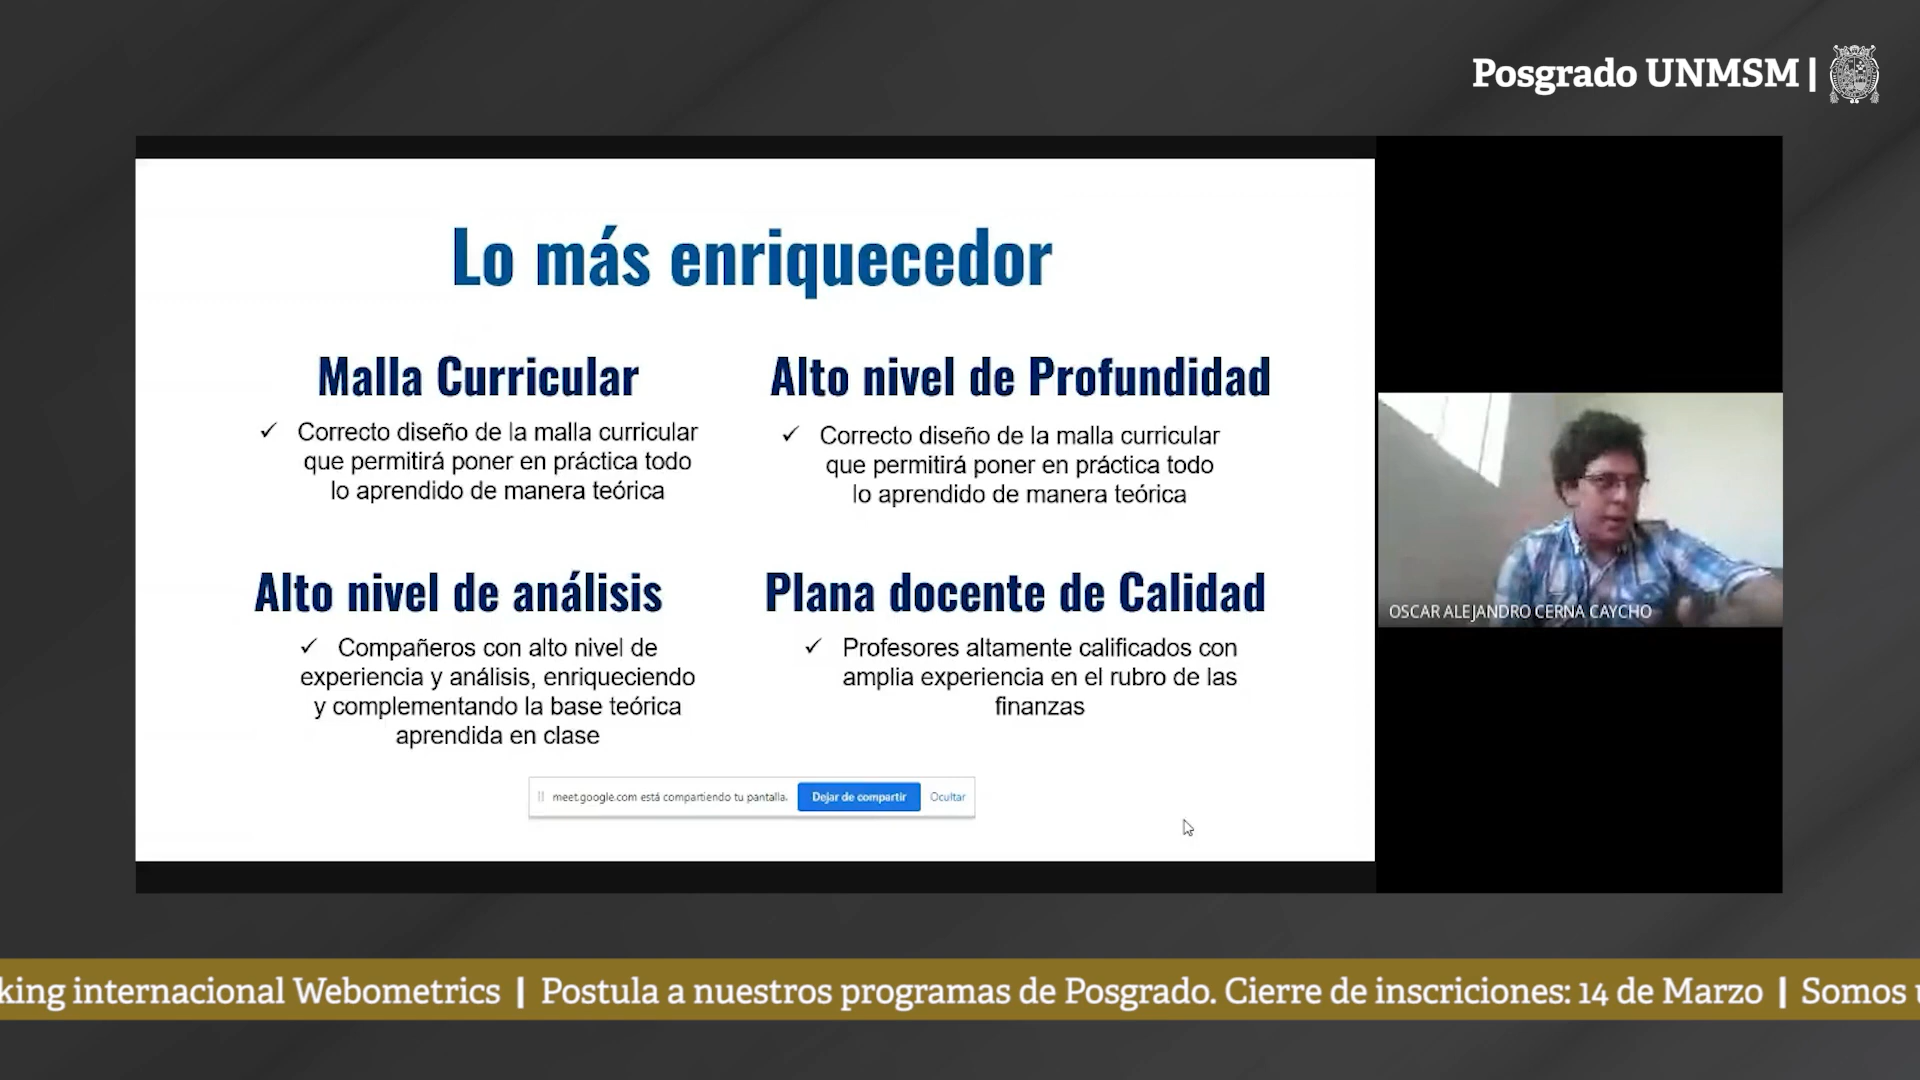 Posgrado UNMSM |
Lo más enriquecedor
Malla Curricular
✓ Correcto diseño de la malla curricular
que permitirá poner en práctica todo
lo aprendido de manera teórica
Alto nivel de Profundidad
✓ Correcto diseño de la malla curricular
que permitirá poner en práctica todo
lo aprendido de manera teórica
Alto nivel de análisis
✓ Compañeros con alto nivel de
experiencia y análisis, enriqueciendo
y complementando la base teórica
aprendida en clase
Plana docente de Calidad
✓ Profesores altamente calificados con
amplia experiencia en el rubro de las
finanzas
meet.google.com está compartiendo tu pantalla. Dejar de compartir Ocultar
OSCAR ALEJANDRO CERNA CAYCHO
king internacional Webometrics | Postula a nuestros programas de Posgrado. Cierre de inscriciones: 14 de Marzo | Somos